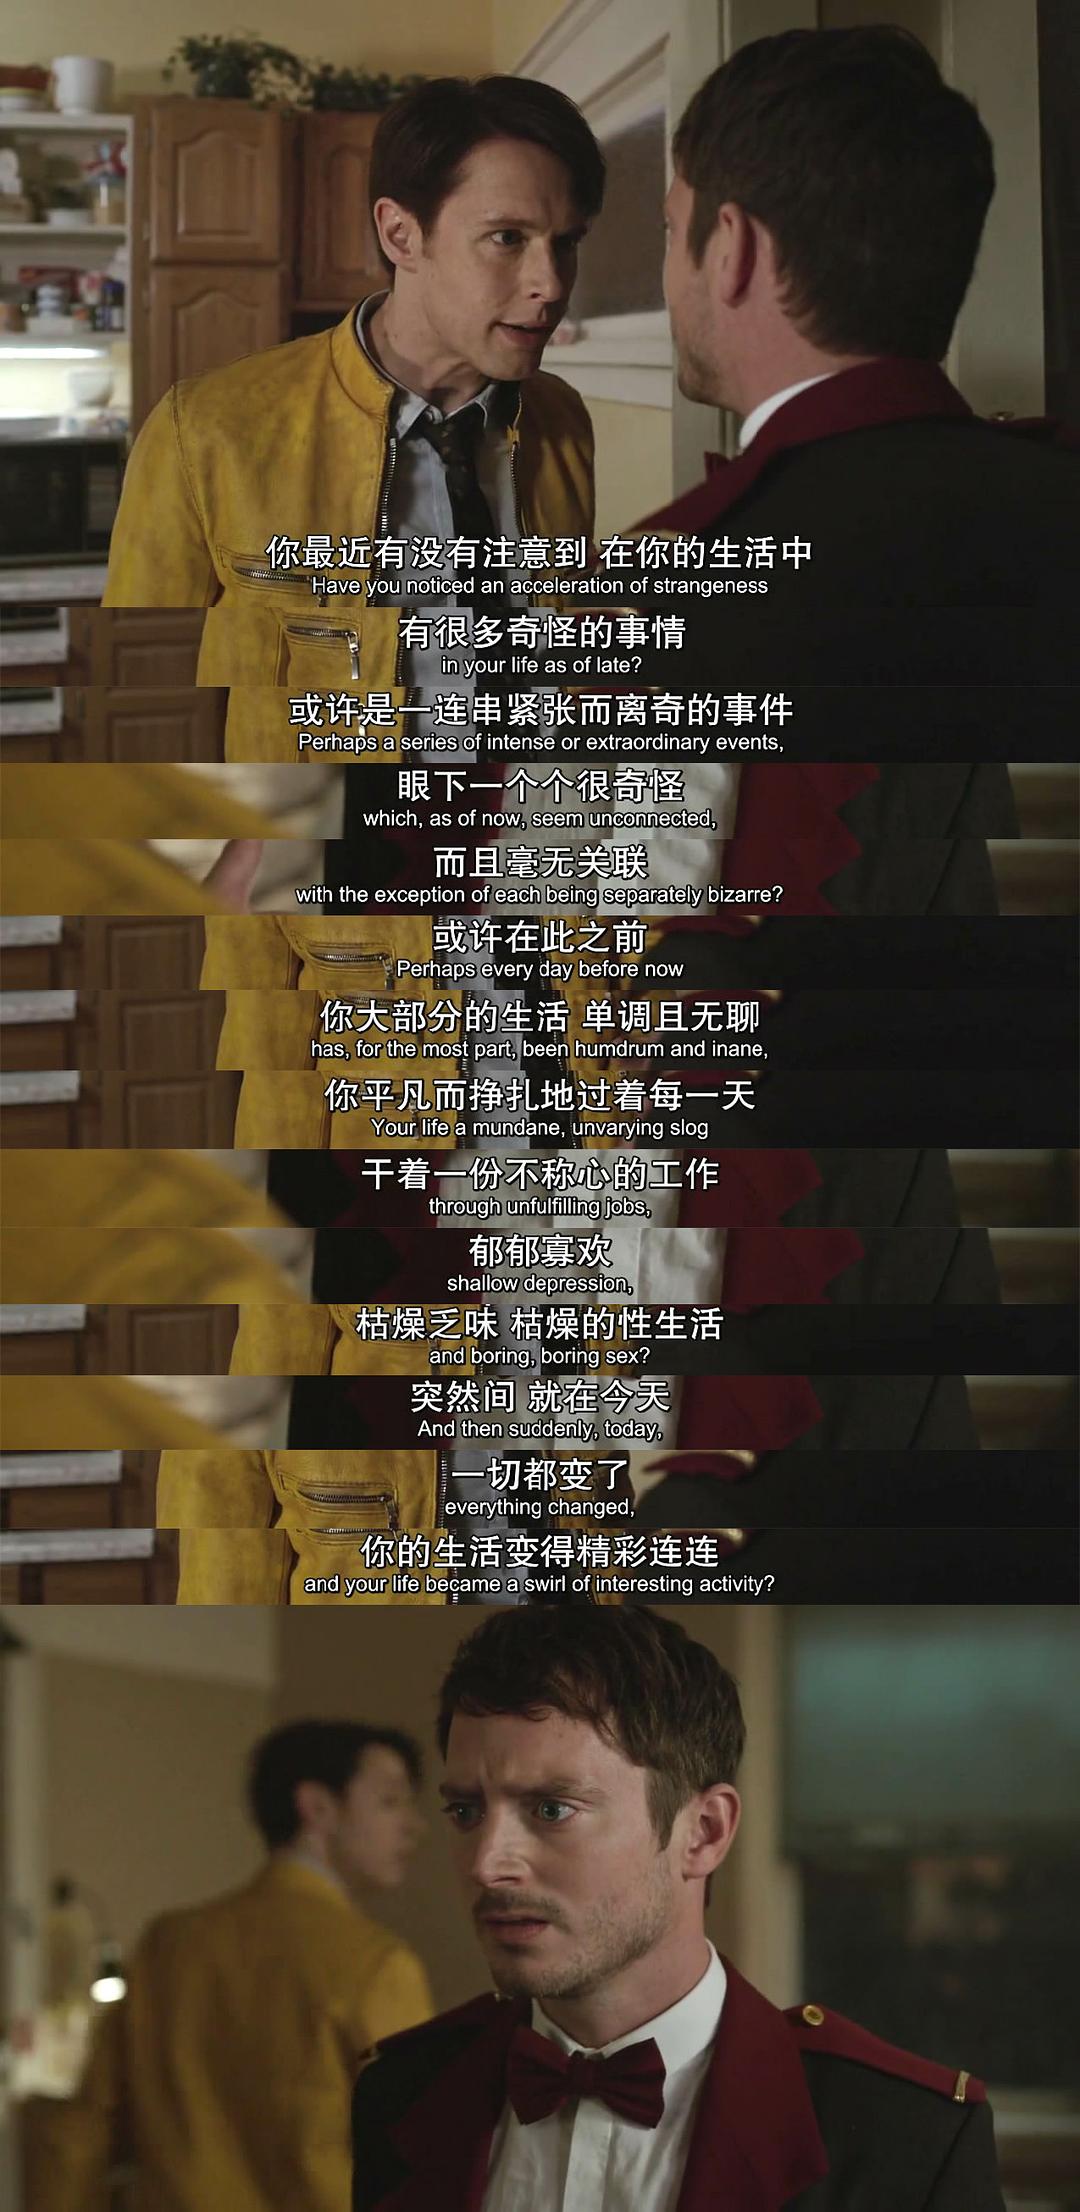 你最近有没有注意到 在你的生活中
Have you noticed an acceleration of strangeness
有很多奇怪的事情
in your life as of late?
或许是一连串紧张而离奇的事件
Perhaps a series of intense or extraordinary events,
眼下一个个很奇怪
which, as of now, seem unconnected,
而且毫无关联
with the exception of each being separately bizarre?
或许在此之前
Perhaps every day before now
你大部分的生活 单调且无聊
has, for the most part, been humdrum and inane,
你平凡而挣扎地过着每一天
Your life a mundane, unvarying slog
干着一份不称心的工作
through unfulfilling jobs,
郁郁寡欢
shallow depression,
枯燥乏味 枯燥的性生活
and boring, boring sex?
突然间 就在今天
And then suddenly, today,
一切都变了
everything changed,
你的生活变得精彩连连
and your life became a swirl of interesting activity?